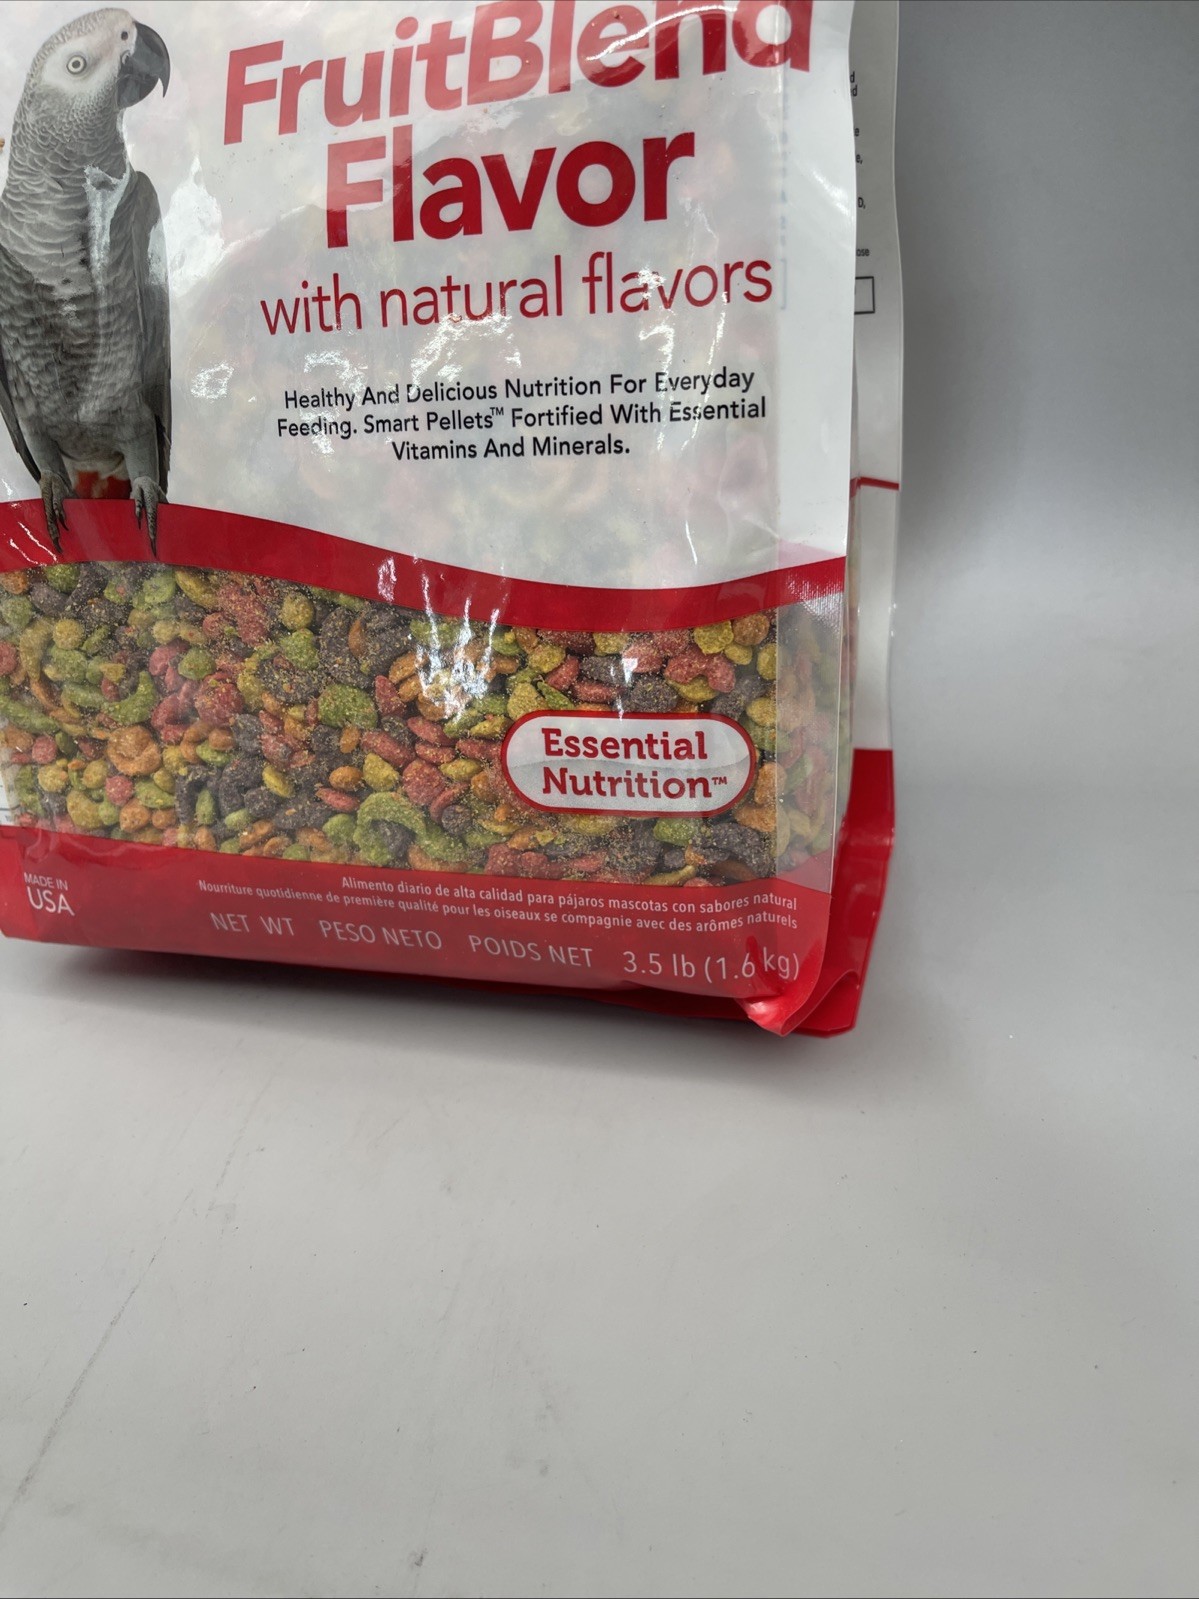 FruitBlend
Flavor
with natural flavors
Healthy And Delicious Nutrition For Everyday
Feeding. Smart Pellets™ Fortified With Essential
Vitamins And Minerals.
Essential
Nutrition™
MADE IN
USA
Alimento diario de alta calidad para pájaros mascotas con sabores natural
Nourriture quotidienne de première qualité pour les oiseaux se compagnie avec des arômes naturels
NET WT PESO NETO POIDS NET 3.5 lb (1.6 kg)